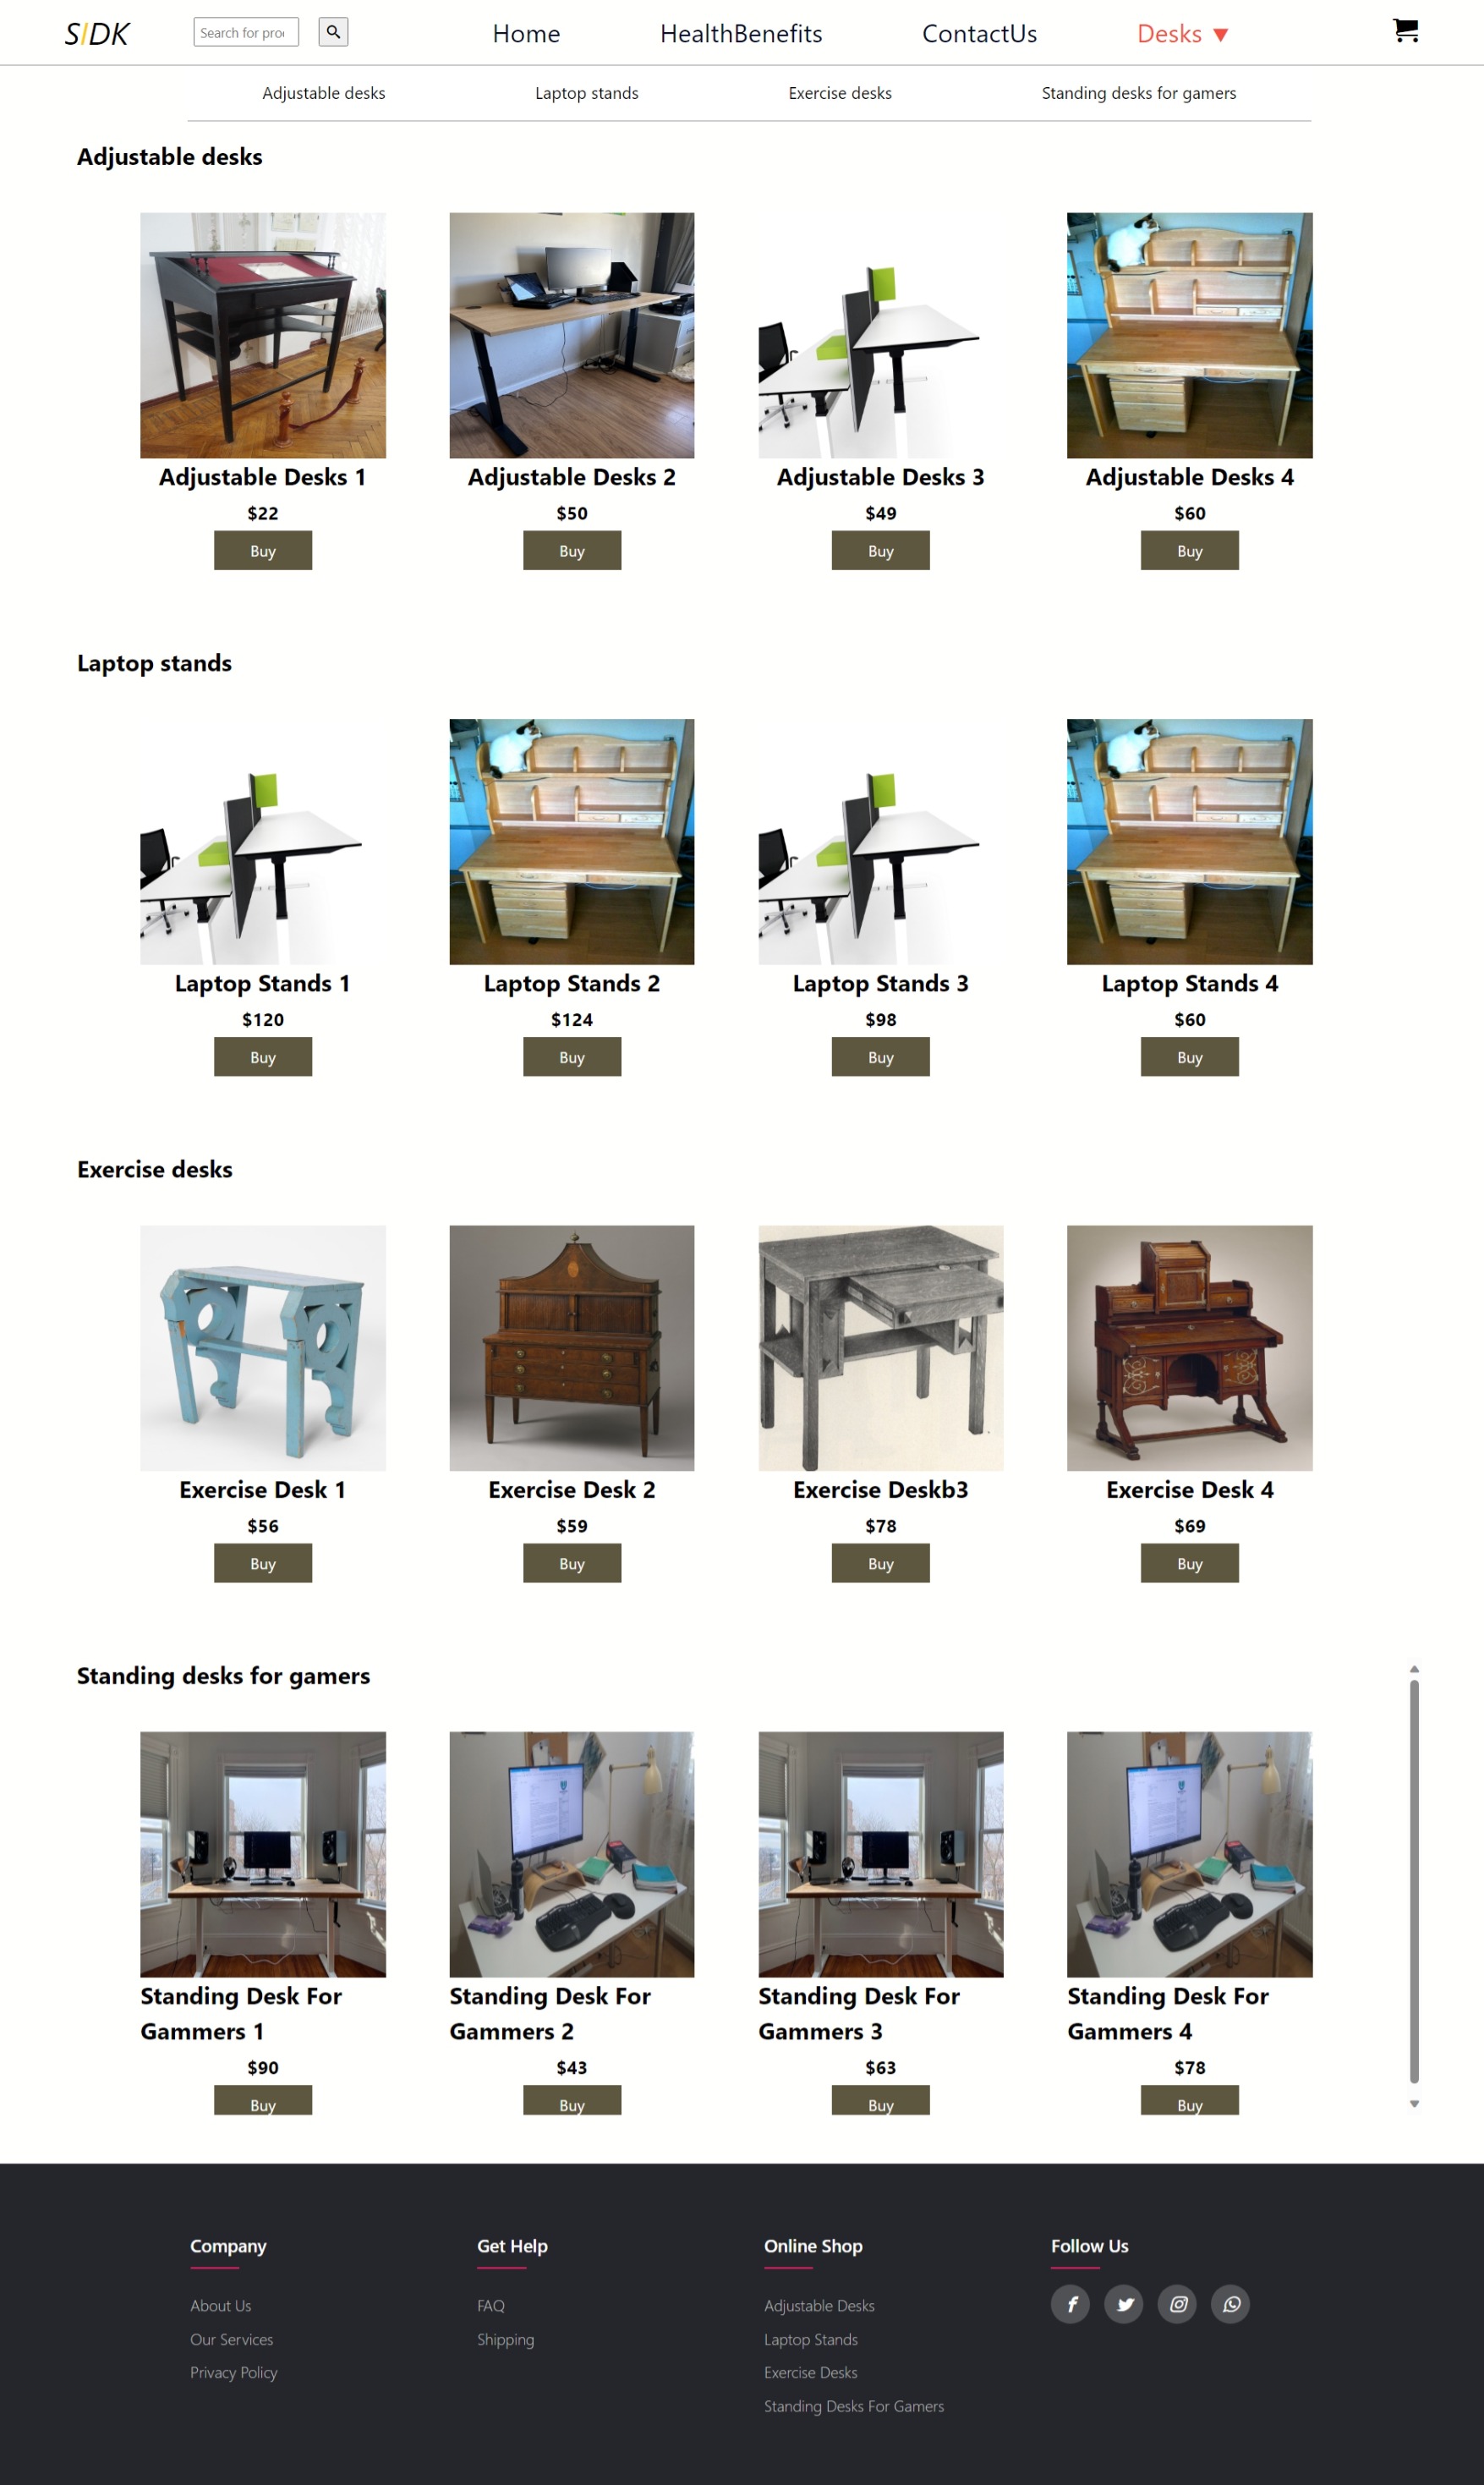 SIDK
Search for pro
Home
HealthBenefits
ContactUs
Desks ▼
Adjustable desks
Laptop stands
Exercise desks
Standing desks for gamers
Adjustable desks
Adjustable Desks 1
Adjustable Desks 2
Adjustable Desks 3
Adjustable Desks 4
$22
$50
$49
$60
Buy
Buy
Buy
Buy
Laptop stands
Laptop Stands 1
Laptop Stands 2
Laptop Stands 3
Laptop Stands 4
$120
$124
$98
$60
Buy
Buy
Buy
Buy
Exercise desks
Exercise Desk 1
Exercise Desk 2
Exercise Deskb3
Exercise Desk 4
$56
$59
$78
$69
Buy
Buy
Buy
Buy
Standing desks for gamers
Standing Desk For
Gammers 1
Standing Desk For
Gammers 2
Standing Desk For
Gammers 3
Standing Desk For
Gammers 4
$90
$43
$63
$78
Buy
Buy
Buy
Buy
Company
About Us
Our Services
Privacy Policy
Get Help
FAQ
Shipping
Online Shop
Adjustable Desks
Laptop Stands
Exercise Desks
Standing Desks For Gamers
Follow Us